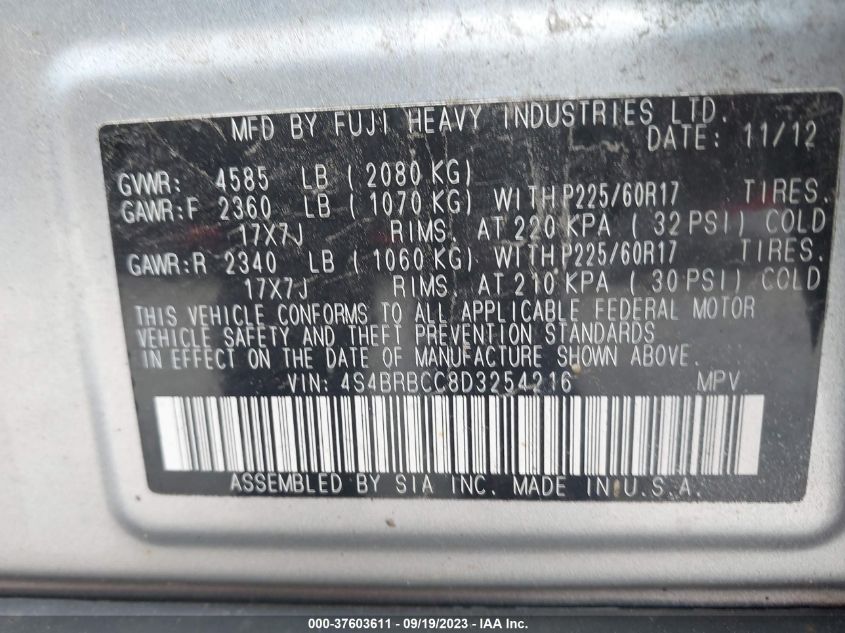 MFD BY FUJI HEAVY INDUSTRIES LTD.
DATE: 11/12
GVWR: 4585 LB ( 2080 KG)
GAWR:F 2360 LB ( 1070 KG) WITH P225/60R17 TIRES.
17X7J RIMS, AT 220 KPA ( 32 PSI) COLD
GAWR:R 2340 LB ( 1060 KG) WITH P225/60R17 TIRES.
17X7J RIMS, AT 210 KPA ( 30 PSI) COLD
THIS VEHICLE CONFORMS TO ALL APPLICABLE FEDERAL MOTOR
VEHICLE SAFETY AND THEFT PREVENTION STANDARDS
IN EFFECT ON THE DATE OF MANUFACTURE SHOWN ABOVE.
VIN: 4S4BRBCC8D3254216 MPV
ASSEMBLED BY SIA INC. MADE IN U.S.A.
000-37603611 - 09/19/2023 - IAA Inc.